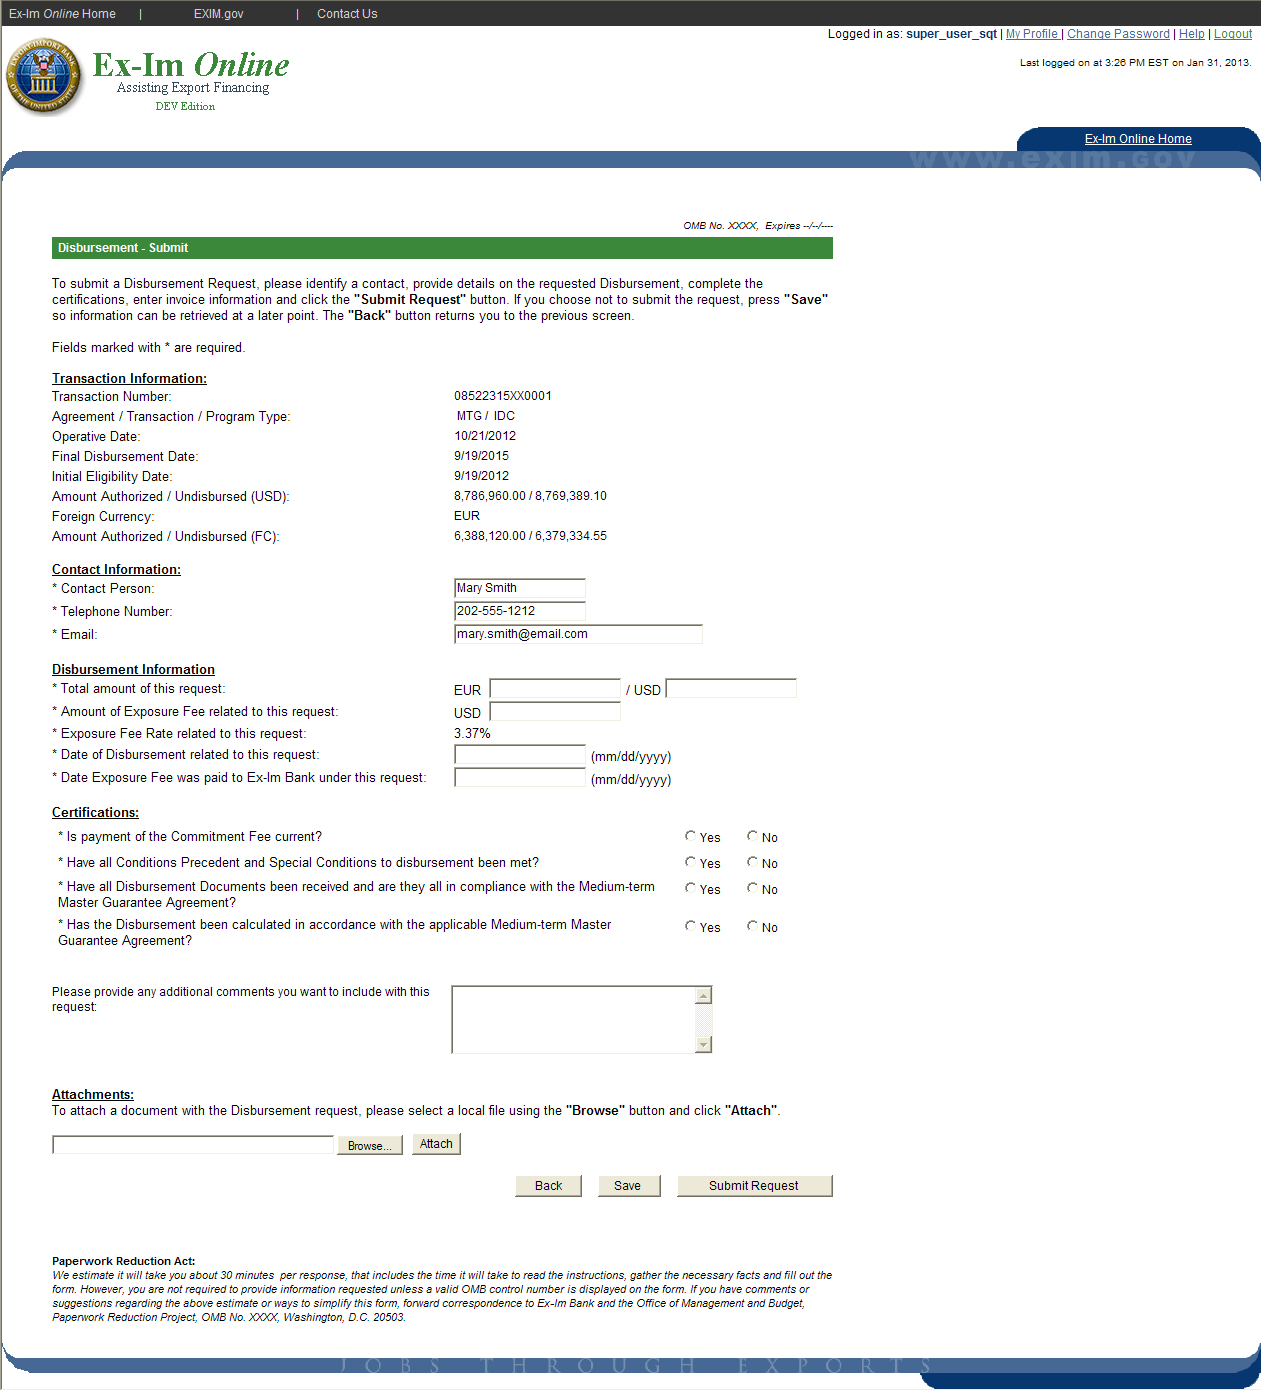 Ex-Im Online Home | EXIM.gov | Contact Us
Logged in as: super_user_sqt | My Profile | Change Password | Help | Logout
Last logged on at 3:26 PM EST on Jan 31, 2013.
EXPORT-IMPORT BANK OF THE UNITED STATES
Ex-Im Online
Assisting Export Financing
DEV Edition
Ex-Im Online Home
www.exim.gov
OMB No. XXXX, Expires --/--/----
Disbursement - Submit
To submit a Disbursement Request, please identify a contact, provide details on the requested Disbursement, complete the
certifications, enter invoice information and click the "Submit Request" button. If you choose not to submit the request, press "Save"
so information can be retrieved at a later point. The "Back" button returns you to the previous screen.
Fields marked with * are required.
Transaction Information:
Transaction Number: 08522315XX0001
Agreement / Transaction / Program Type: MTG / IDC
Operative Date: 10/21/2012
Final Disbursement Date: 9/19/2015
Initial Eligibility Date: 9/19/2012
Amount Authorized / Undisbursed (USD): 8,786,960.00 / 8,769,389.10
Foreign Currency: EUR
Amount Authorized / Undisbursed (FC): 6,388,120.00 / 6,379,334.55
Contact Information:
* Contact Person: Mary Smith
* Telephone Number: 202-555-1212
* Email: mary.smith@email.com
Disbursement Information
* Total amount of this request: EUR / USD
* Amount of Exposure Fee related to this request: USD
* Exposure Fee Rate related to this request: 3.37%
* Date of Disbursement related to this request: (mm/dd/yyyy)
* Date Exposure Fee was paid to Ex-Im Bank under this request: (mm/dd/yyyy)
Certifications:
* Is payment of the Commitment Fee current? Yes No
* Have all Conditions Precedent and Special Conditions to disbursement been met? Yes No
* Have all Disbursement Documents been received and are they all in compliance with the Medium-term Yes No
Master Guarantee Agreement?
* Has the Disbursement been calculated in accordance with the applicable Medium-term Master Yes No
Guarantee Agreement?
Please provide any additional comments you want to include with this
request:
Attachments:
To attach a document with the Disbursement request, please select a local file using the "Browse" button and click "Attach".
Browse... Attach
Back Save Submit Request
Paperwork Reduction Act:
We estimate it will take you about 30 minutes per response, that includes the time it will take to read the instructions, gather the necessary facts and fill out the
form. However, you are not required to provide information requested unless a valid OMB control number is displayed on the form. If you have comments or
suggestions regarding the above estimate or ways to simplify this form, forward correspondence to Ex-Im Bank and the Office of Management and Budget,
Paperwork Reduction Project, OMB No. XXXX, Washington, D.C. 20503.
JOBS THROUGH EXPORTS